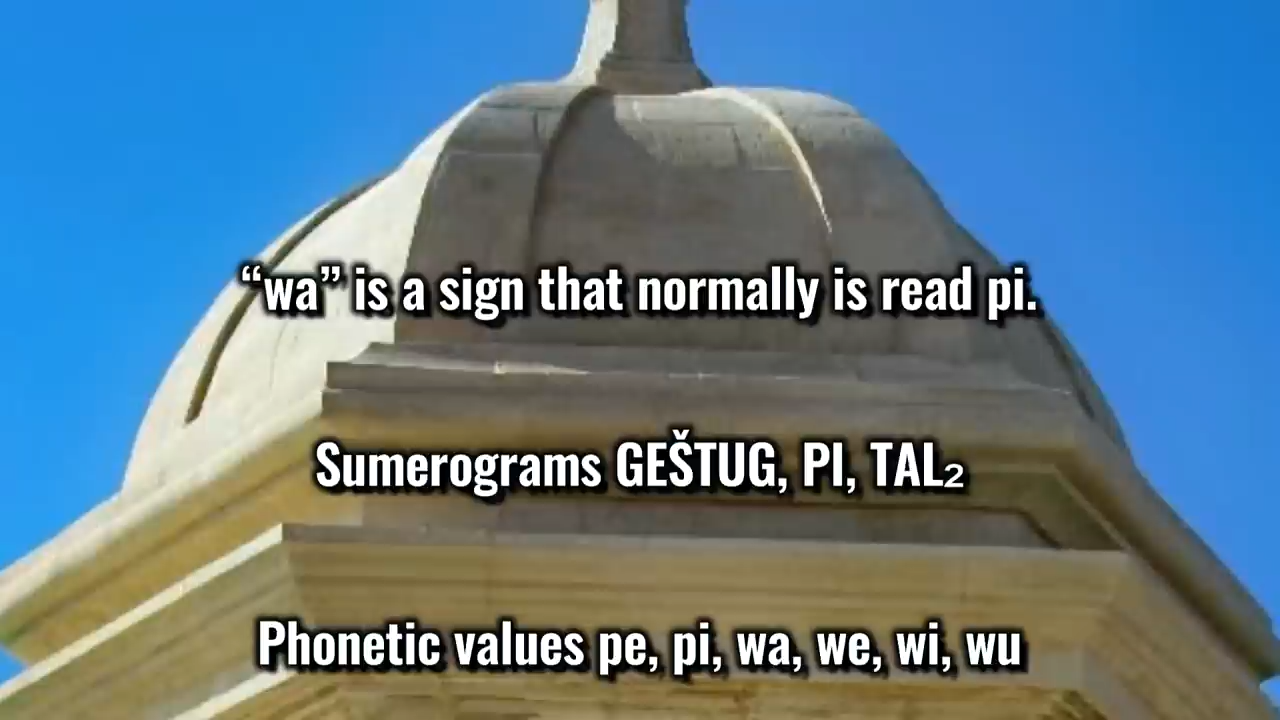 “wa” is a sign that normally is read pi.
Sumerograms GEŠTUG, PI, TAL₂
Phonetic values pe, pi, wa, we, wi, wu